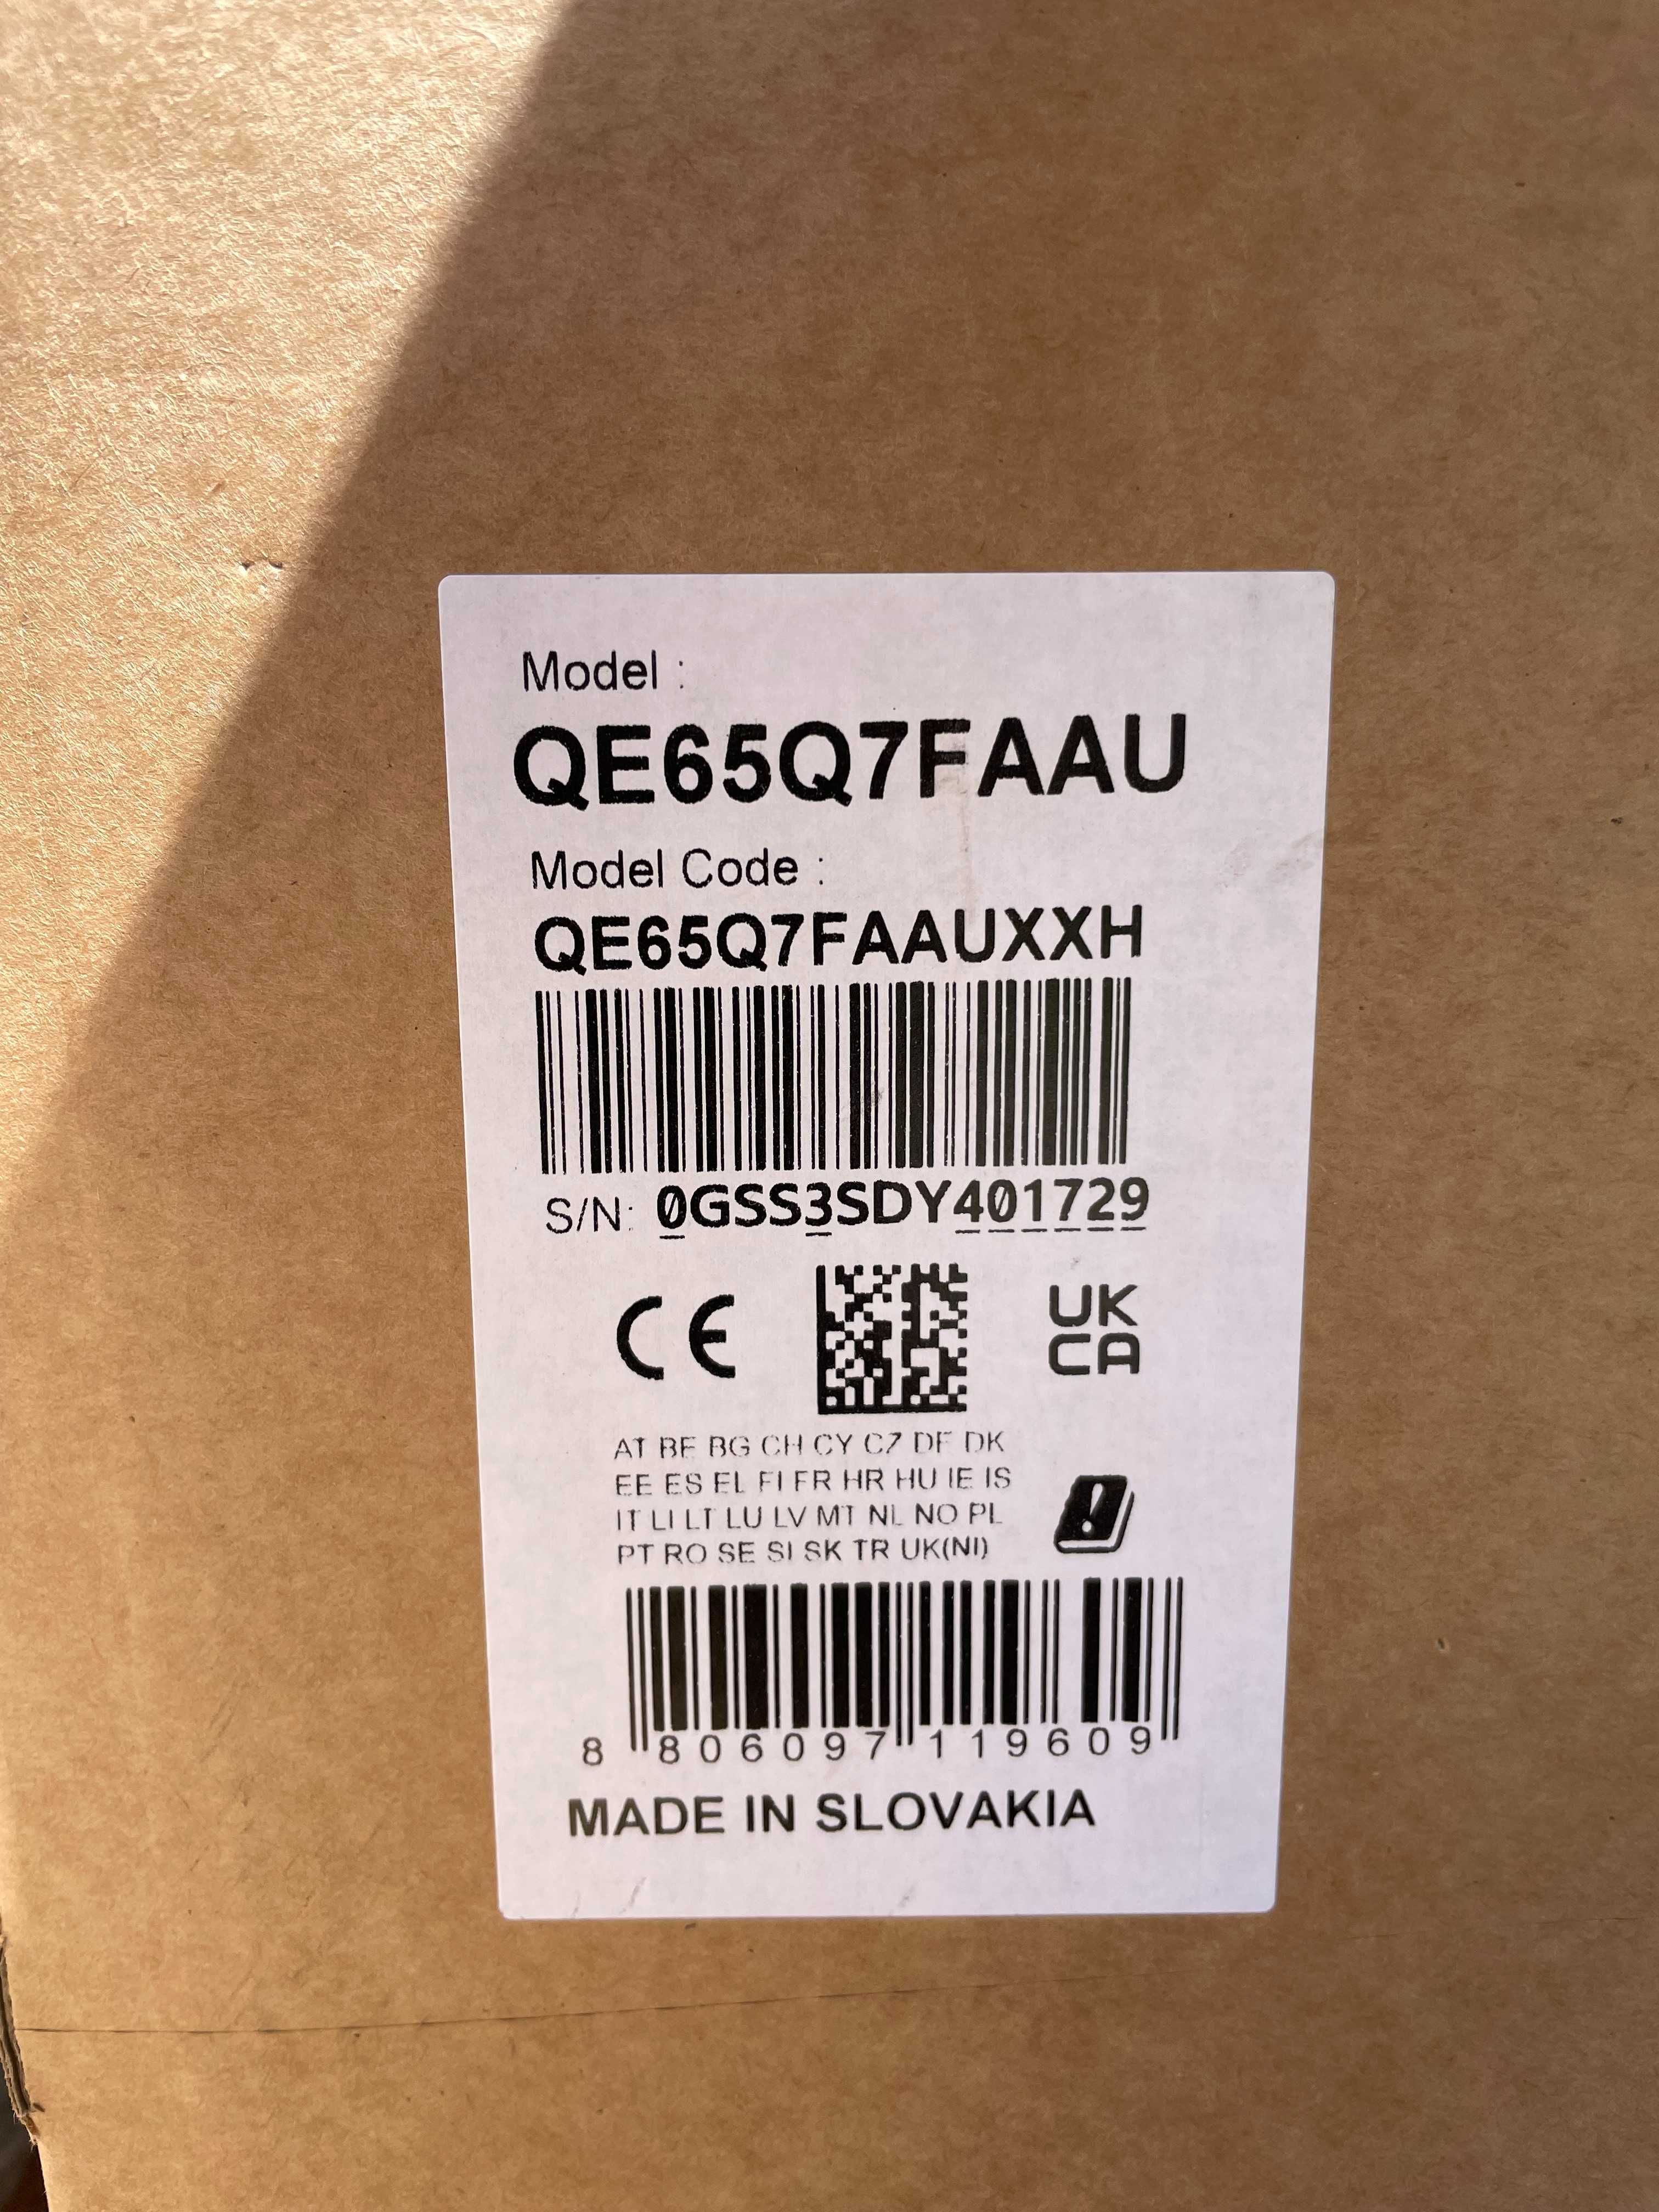 Model :
QE65Q7FAAU
Model Code :
QE65Q7FAAUXXH
S/N: 0GSS3SDY401729
CE
UK
CA
AT BE BG CH CY CZ DE DK
EE ES EL FI FR HR HU IE IS
IT LI LT LU LV MT NL NO PL
PT RO SE SI SK TR UK(NI)
8 806097 119609
MADE IN SLOVAKIA